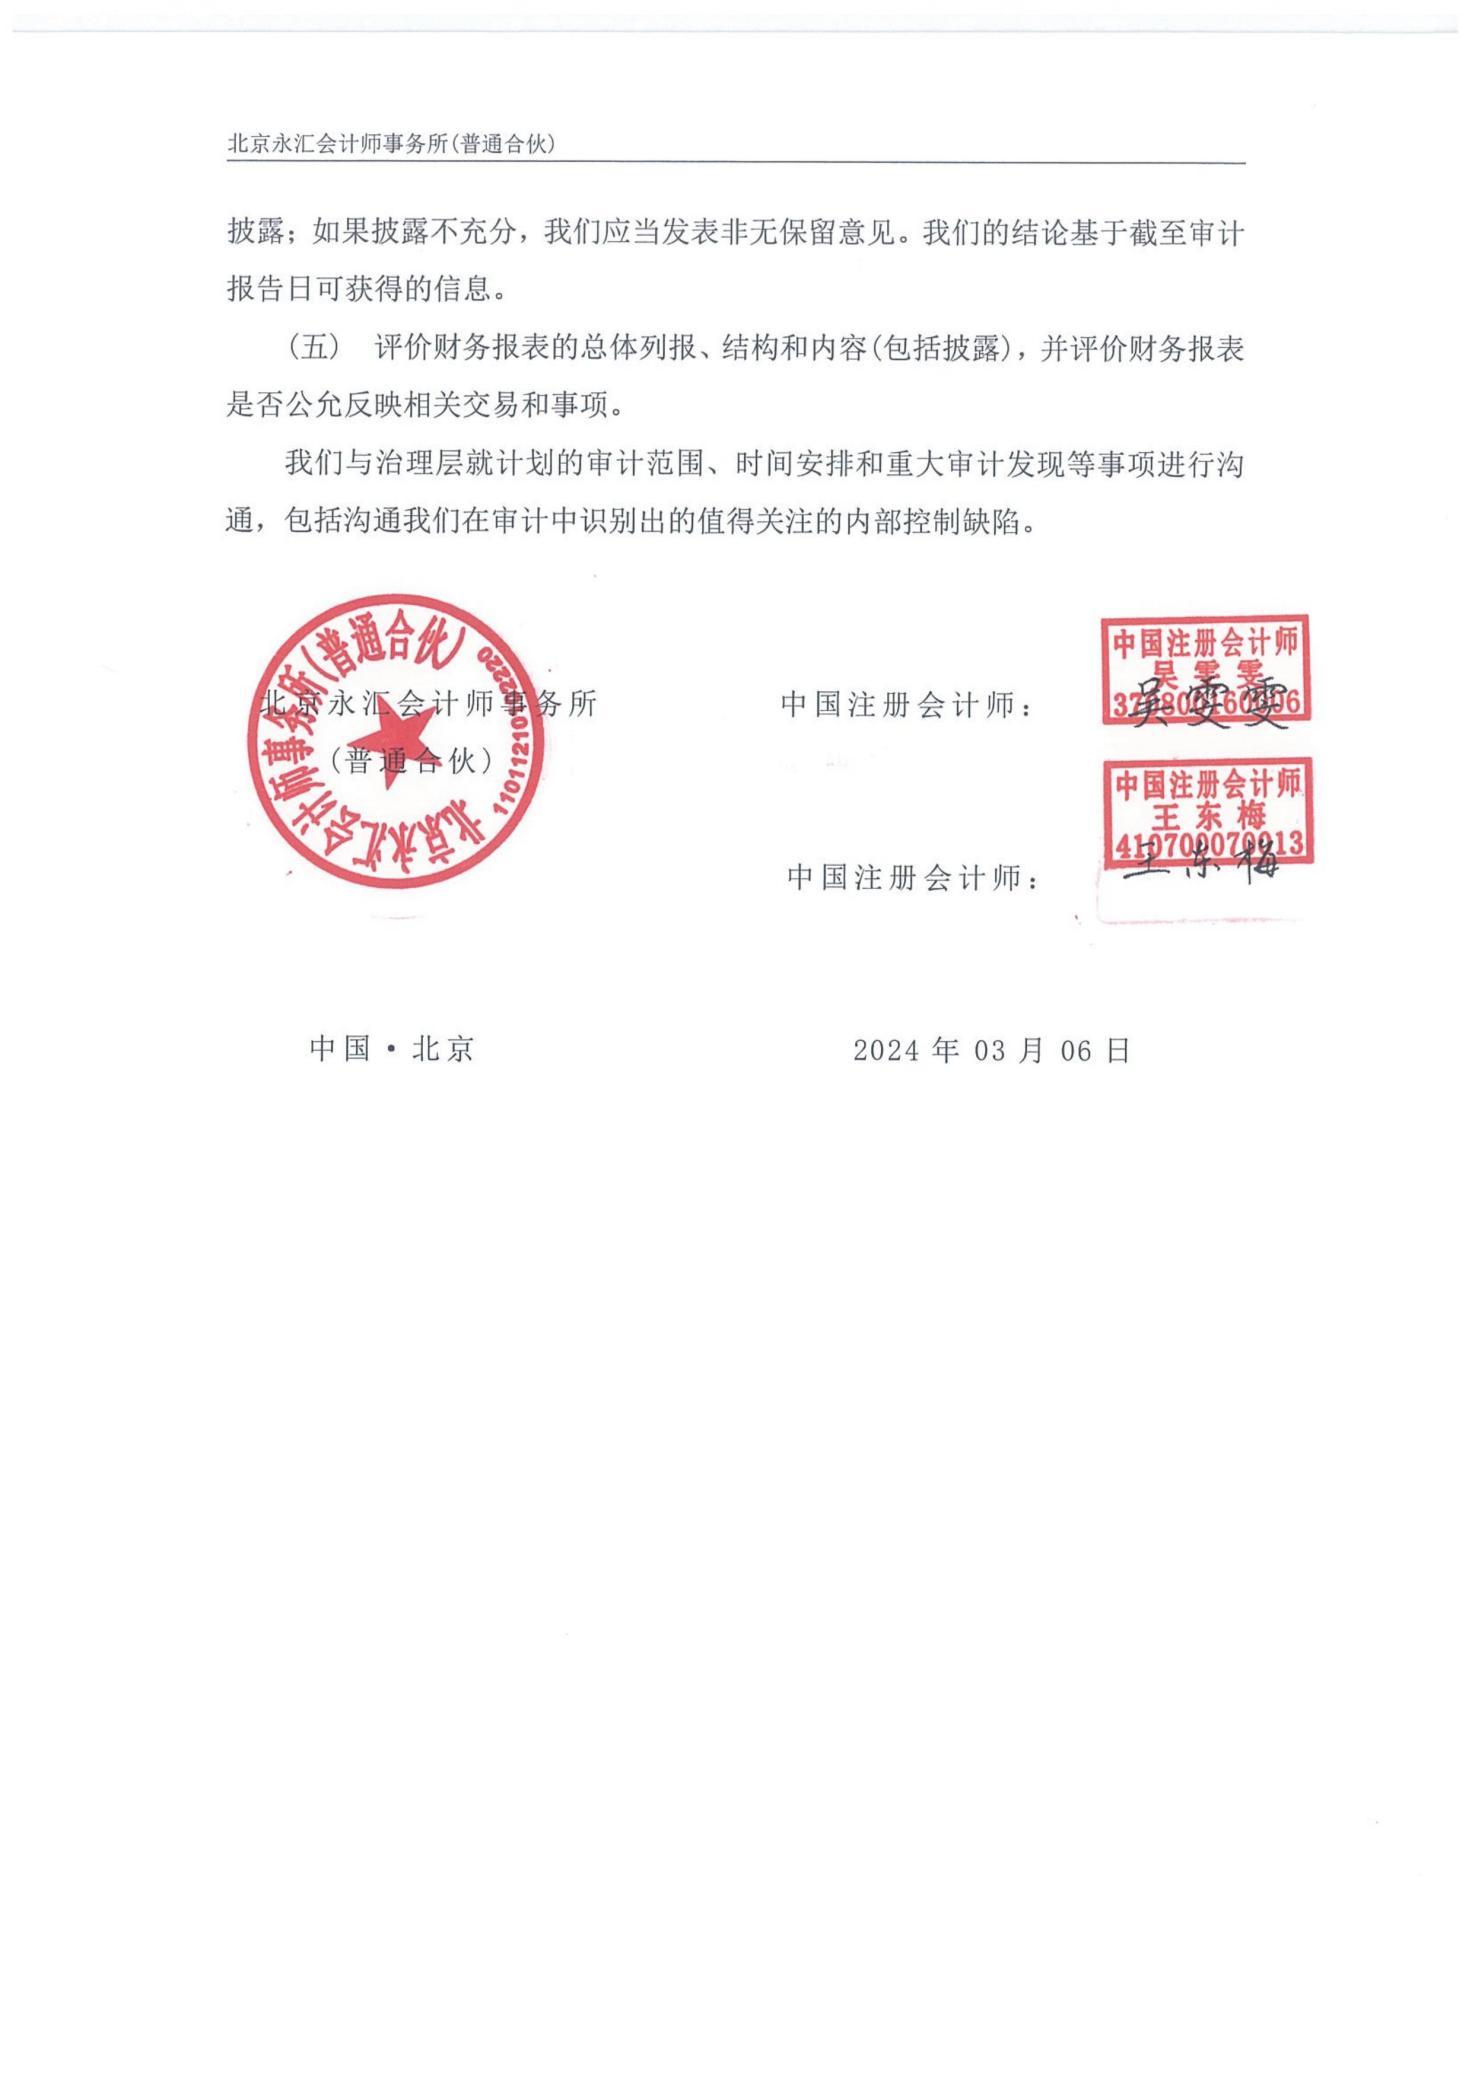 北京永汇会计师事务所(普通合伙)
披露；如果披露不充分，我们应当发表非无保留意见。我们的结论基于截至审计
报告日可获得的信息。
(五) 评价财务报表的总体列报、结构和内容(包括披露)，并评价财务报表
是否公允反映相关交易和事项。
我们与治理层就计划的审计范围、时间安排和重大审计发现等事项进行沟
通，包括沟通我们在审计中识别出的值得关注的内部控制缺陷。
北京永汇会计师事务所(普通合伙)
北京永汇会计师事务所
(普通合伙)
中国注册会计师：
中国注册会计师
吴雯雯
吴雯雯
中国注册会计师
王东梅
410700070013
中国注册会计师：
王东梅
中国·北京
2024 年 03 月 06 日